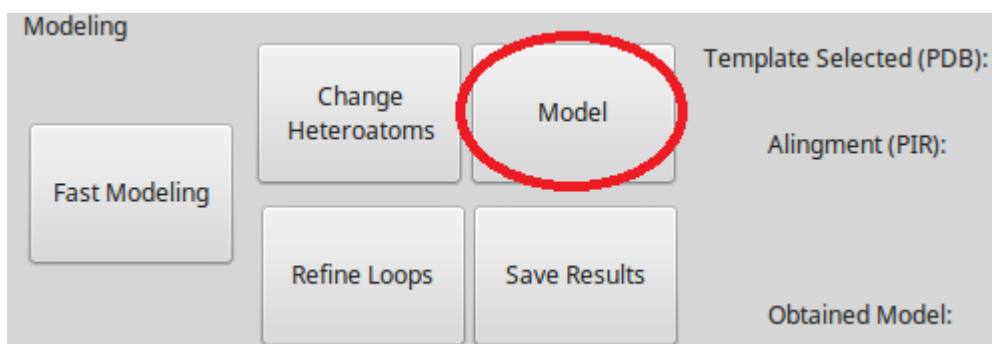 Modeling
Change
Heteroatoms
Model
Template Selected (PDB):
Alingment (PIR):
Fast Modeling
Refine Loops
Save Results
Obtained Model: